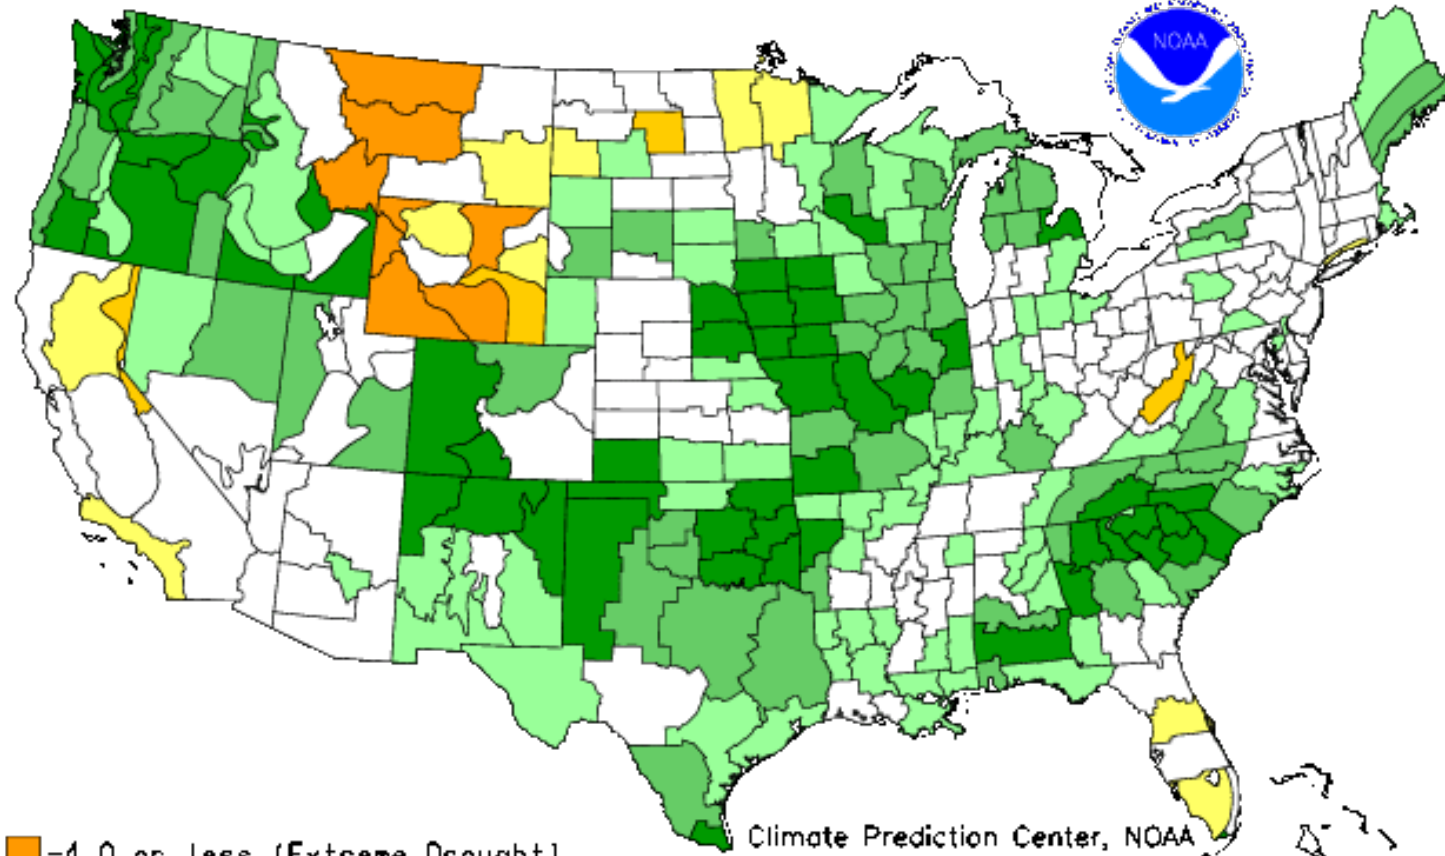 NOAA
Climate Prediction Center, NOAA
-4.0 or less (Extreme Drought)